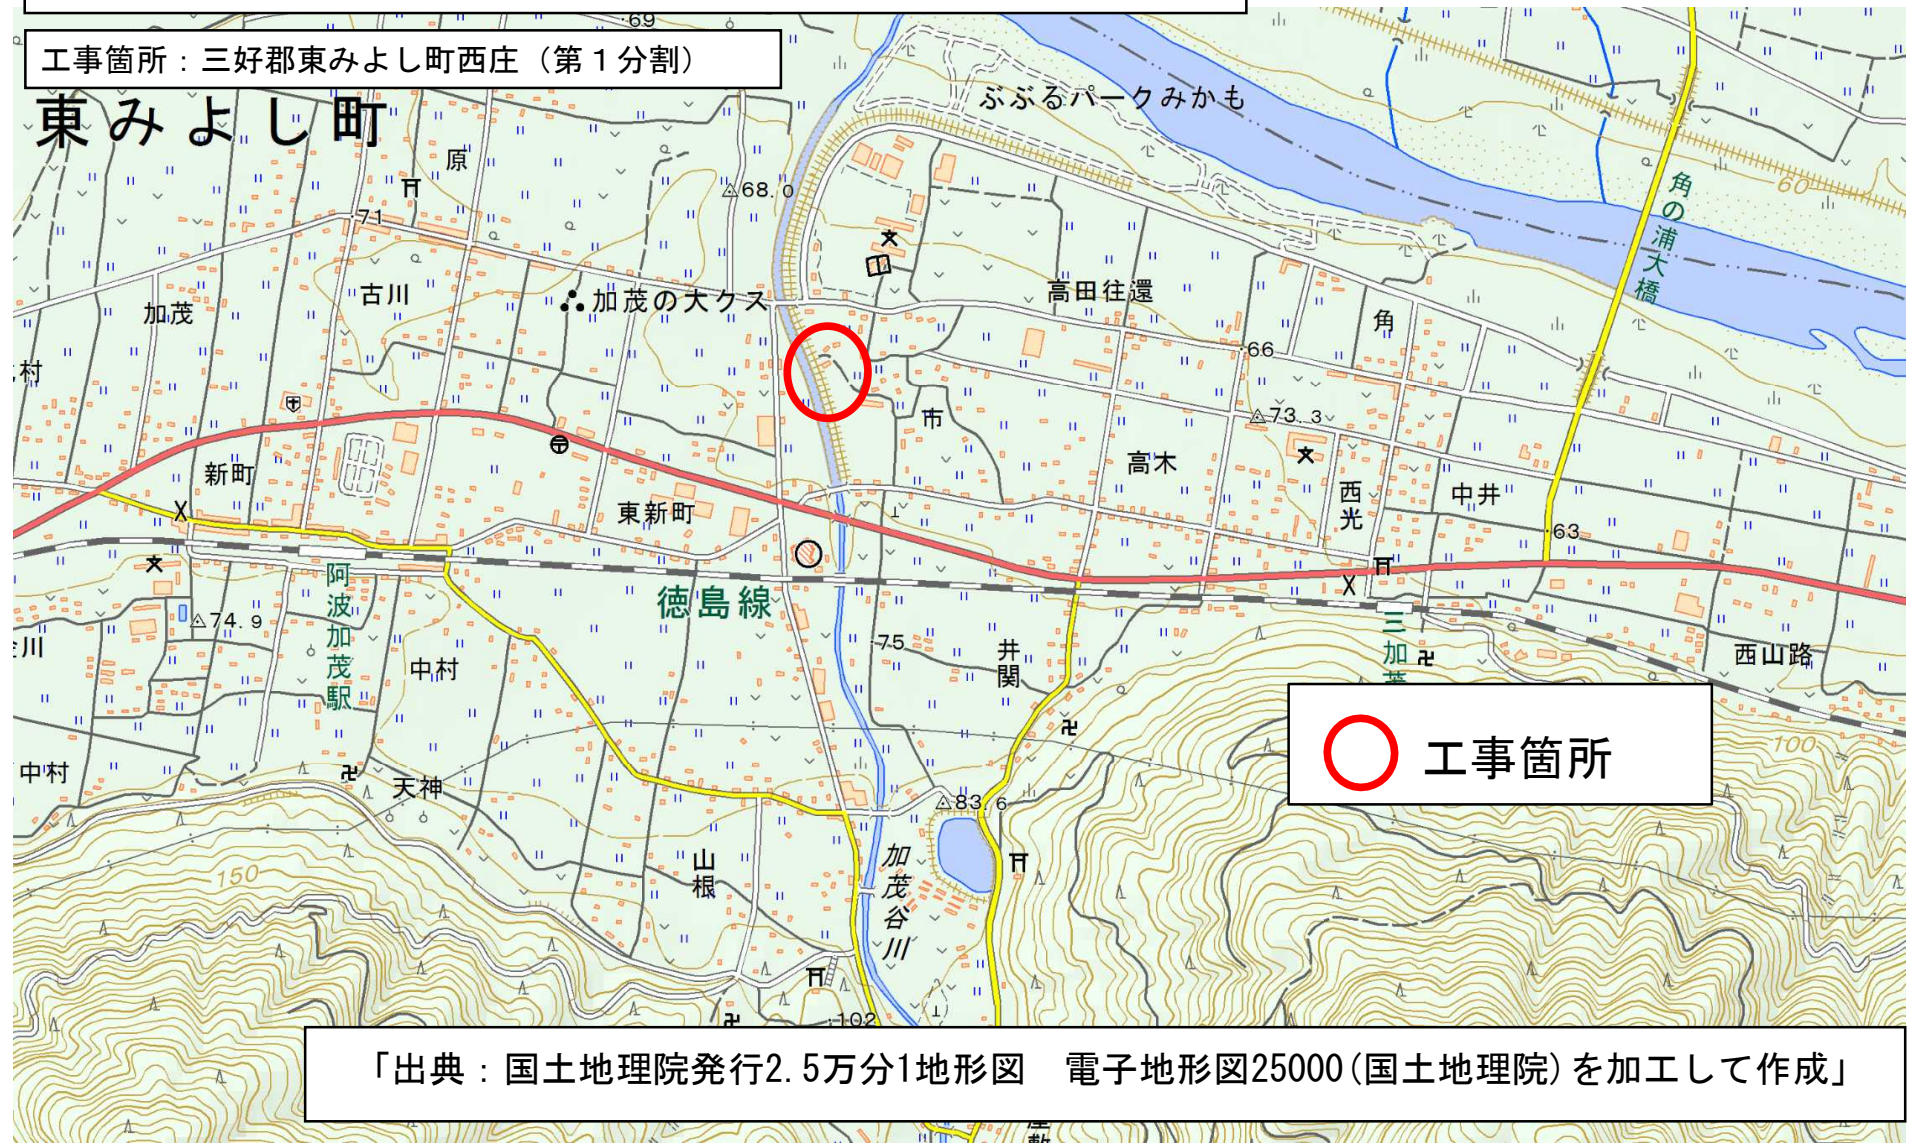 工事箇所：三好郡東みよし町西庄（第１分割）
東みよし町
69
ぶぶるパークみかも
原
68.0
71
60
角の浦大橋
加茂
古川
加茂の大クス
高田往還
角
66
村
市
73.3
新町
東新町
高木
西光
中井
63
阿波加茂駅
徳島線
74.9
川
中村
75
井関
三加茂
西山路
工事箇所
100
中村
天神
83.6
山根
加茂谷川
150
102
「出典：国土地理院発行2.5万分1地形図　電子地形図25000(国土地理院)を加工して作成」